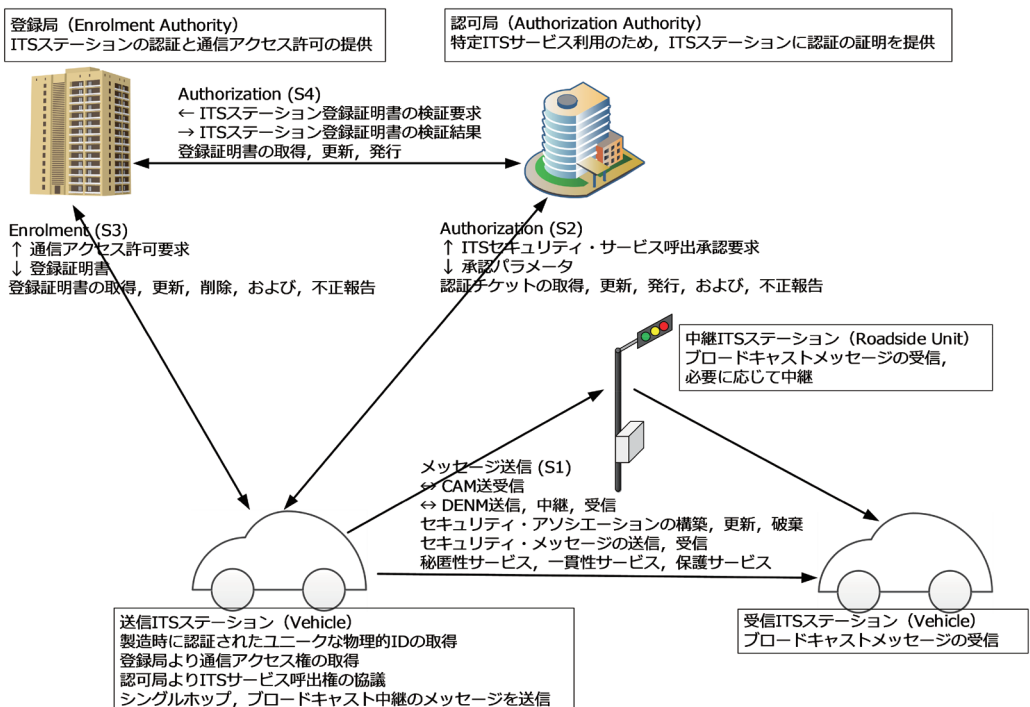 登録局（Enrolment Authority）
ITSステーションの認証と通信アクセス許可の提供
認可局（Authorization Authority）
特定ITSサービス利用のため，ITSステーションに認証の証明を提供
Authorization (S4)
← ITSステーション登録証明書の検証要求
→ ITSステーション登録証明書の検証結果
登録証明書の取得，更新，発行
Enrolment (S3)
↑ 通信アクセス許可要求
↓ 登録証明書
登録証明書の取得，更新，削除，および，不正報告
Authorization (S2)
↑ ITSセキュリティ・サービス呼出承認要求
↓ 承認パラメータ
認証チケットの取得，更新，発行，および，不正報告
中継ITSステーション（Roadside Unit）
ブロードキャストメッセージの受信，
必要に応じて中継
メッセージ送信 (S1)
↔ CAM送受信
↔ DENM送信，中継，受信
セキュリティ・アソシエーションの構築，更新，破棄
セキュリティ・メッセージの送信，受信
秘匿性サービス，一貫性サービス，保護サービス
送信ITSステーション（Vehicle）
製造時に認証されたユニークな物理的IDの取得
登録局より通信アクセス権の取得
認可局よりITSサービス呼出権の協議
シングルホップ，ブロードキャスト中継のメッセージを送信
受信ITSステーション（Vehicle）
ブロードキャストメッセージの受信